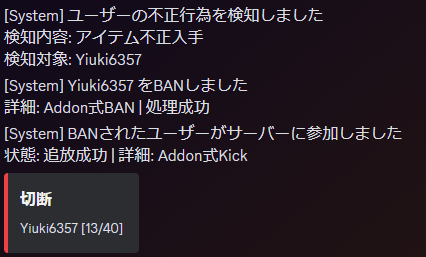 [System] ユーザーの不正行為を検知しました
検知内容: アイテム不正入手
検知対象: Yiuki6357
[System] Yiuki6357 をBANしました
詳細: Addon式BAN | 処理成功
[System] BANされたユーザーがサーバーに参加しました
状態: 追放成功 | 詳細: Addon式Kick
切断
Yiuki6357 [13/40]